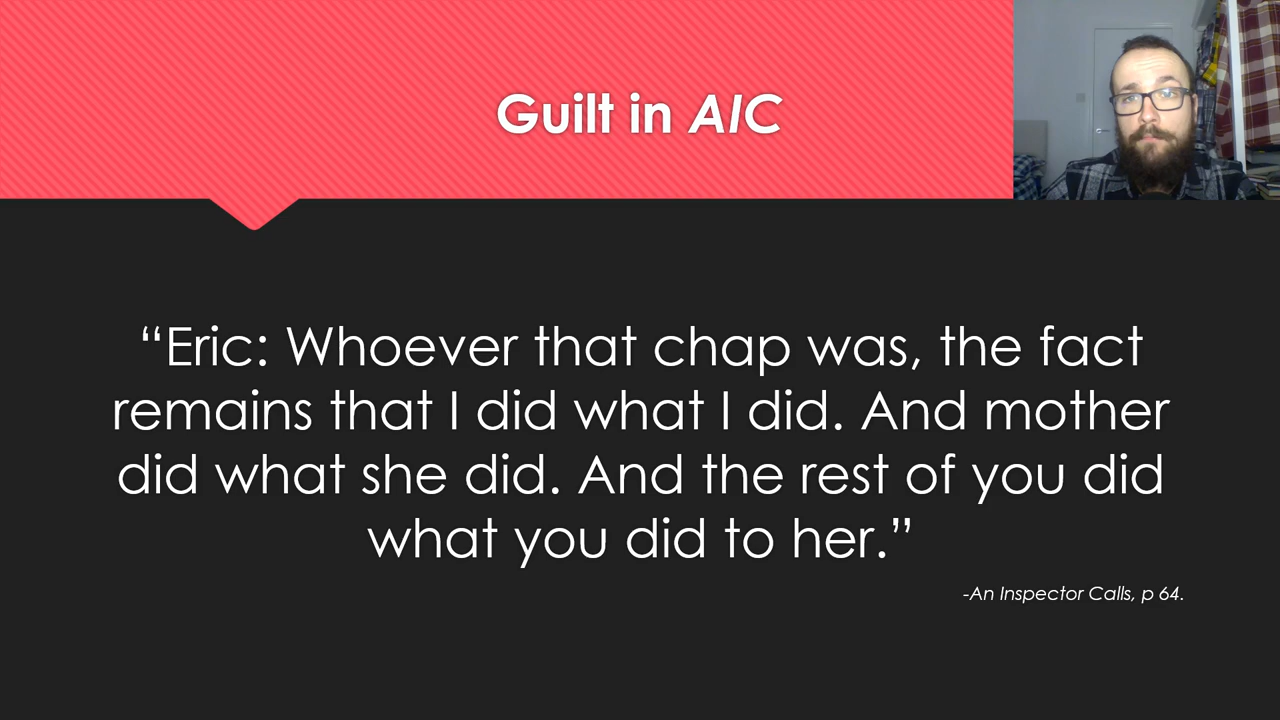 Guilt in AIC
“Eric: Whoever that chap was, the fact
remains that I did what I did. And mother
did what she did. And the rest of you did
what you did to her.”
-An Inspector Calls, p 64.